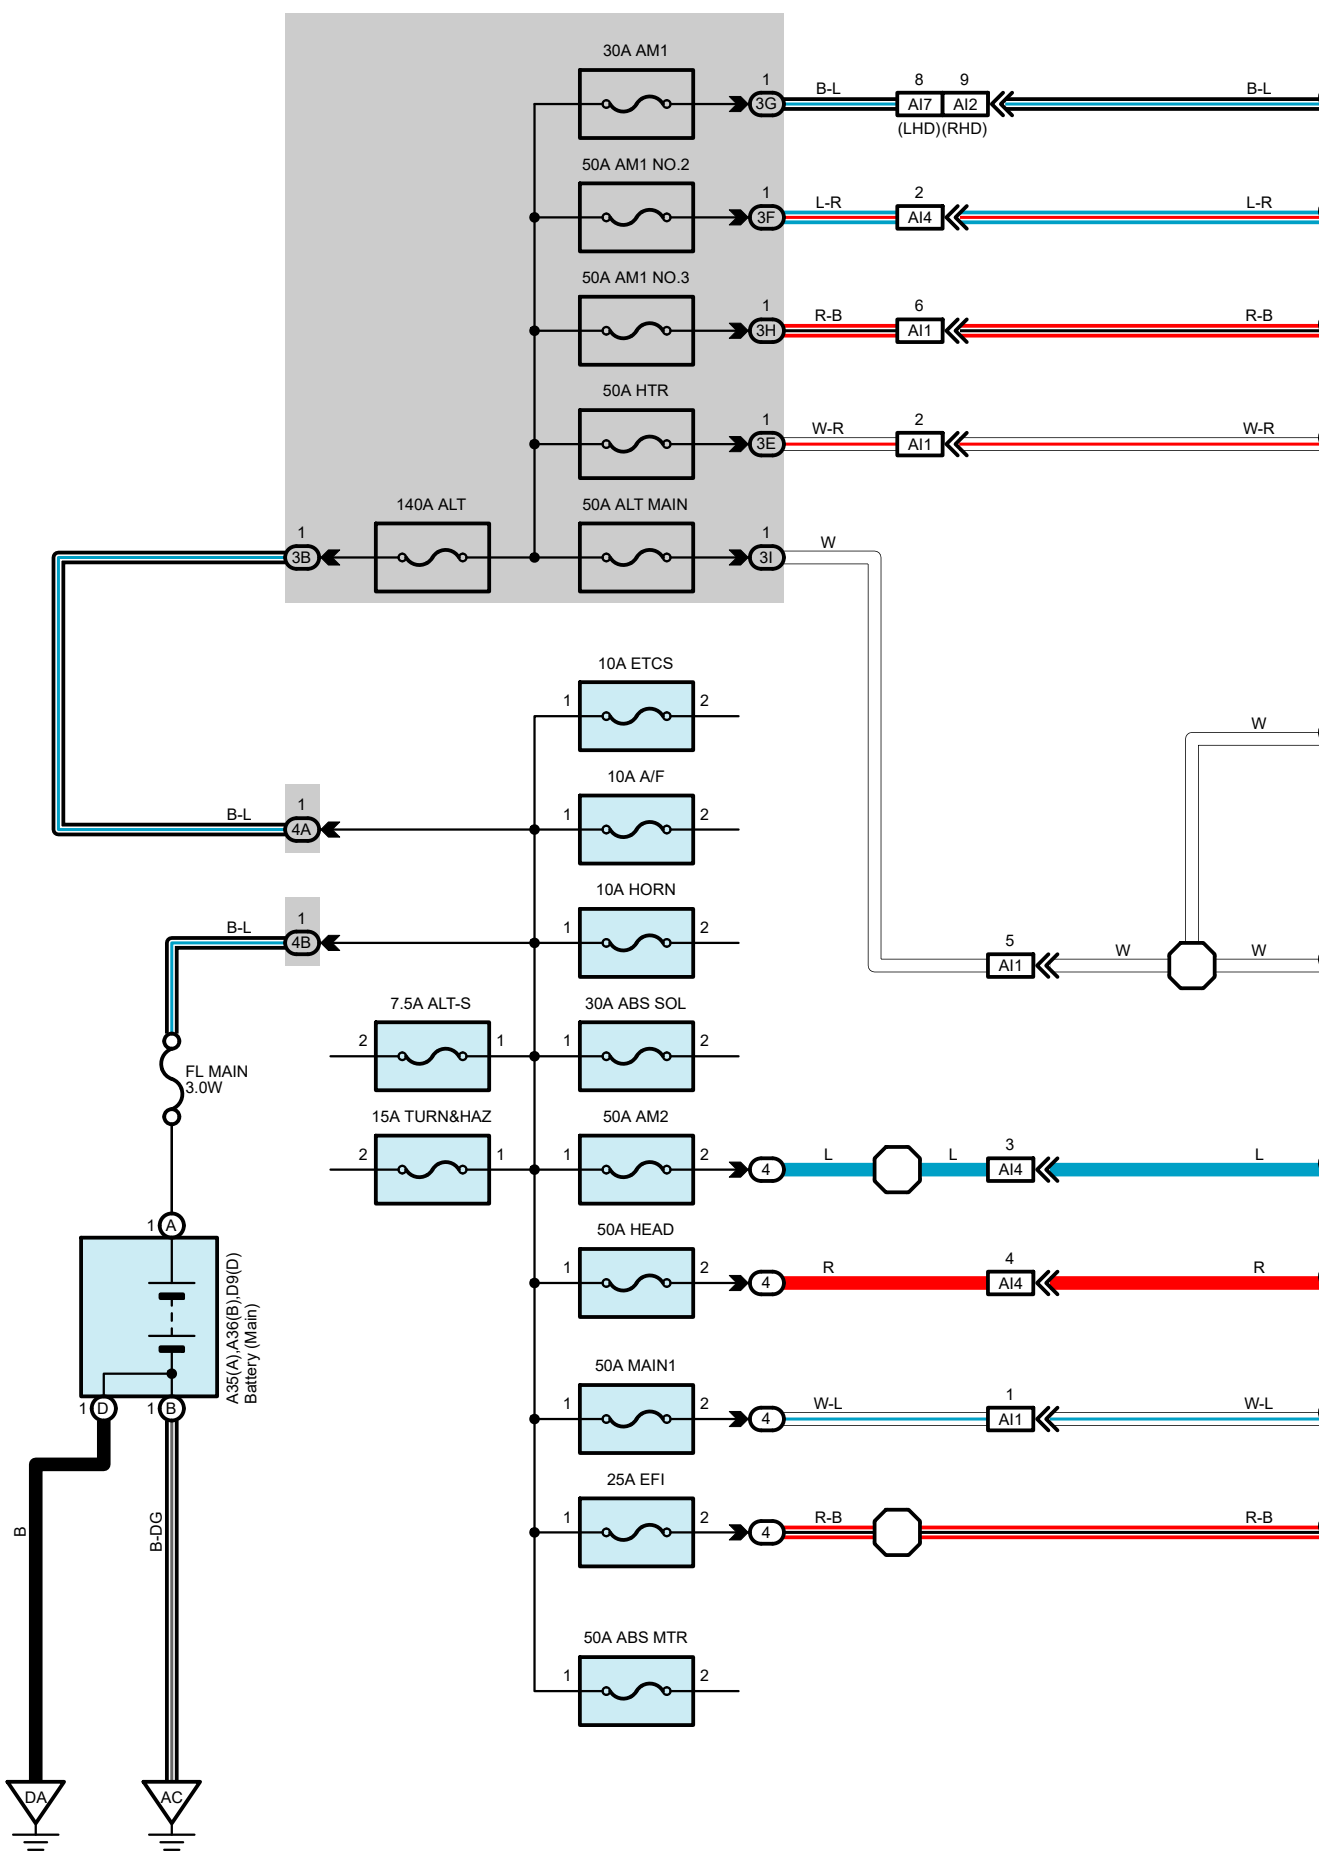 30A AM1
1
3G
B-L
8
9
AI7
AI2
(LHD)
(RHD)
B-L
50A AM1 NO.2
1
3F
L-R
2
AI4
L-R
50A AM1 NO.3
1
3H
R-B
6
AI1
R-B
50A HTR
1
3E
W-R
2
AI1
W-R
1
3B
140A ALT
50A ALT MAIN
1
3I
W
10A ETCS
1
2
W
10A A/F
1
2
B-L
1
4A
10A HORN
1
2
B-L
1
4B
5
AI1
W
W
7.5A ALT-S
2
1
30A ABS SOL
1
2
FL MAIN
3.0W
15A TURN&HAZ
2
1
50A AM2
1
2
4
L
L
3
AI4
L
50A HEAD
1
2
4
R
4
AI4
R
1
A
A35(A),A36(B),D9(D)
Battery (Main)
1
D
1
B
50A MAIN1
1
2
4
W-L
1
AI1
W-L
25A EFI
1
2
4
R-B
R-B
B
B-DG
50A ABS MTR
1
2
DA
AC